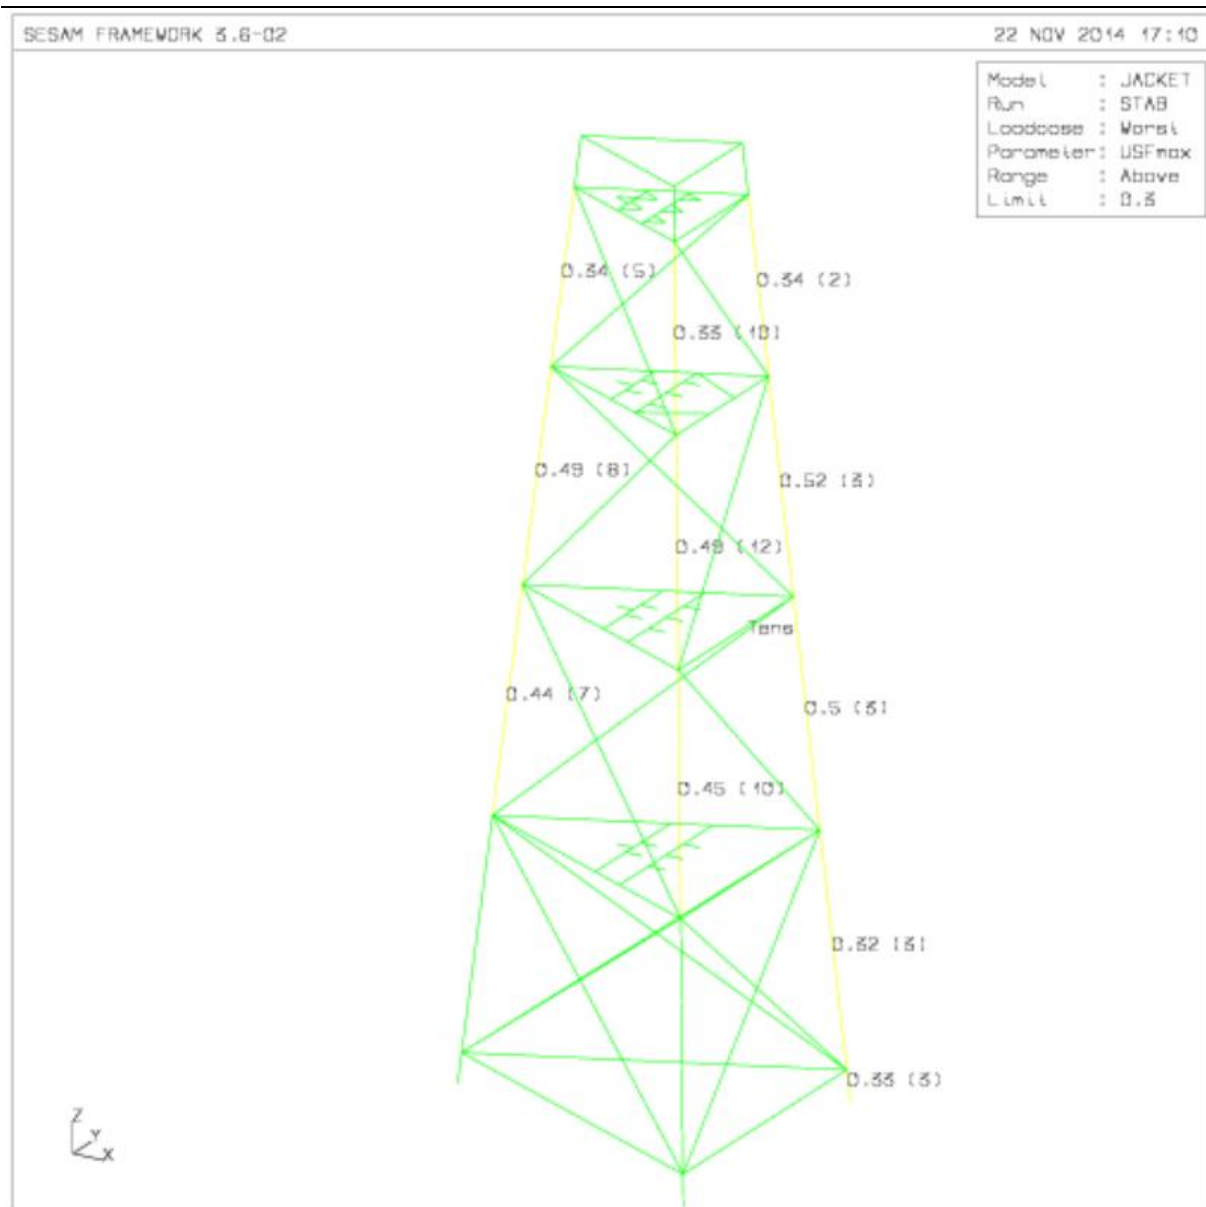 SESAM FRAMEWORK 3.6-02
22 NOV 2014 17:10
Model : JACKET
Run : STAB
Loadcase : Worst
Parameter: USFmax
Range : Above
Limit : 0.3
0.34 (5)
0.34 (2)
0.33 (10)
0.49 (8)
0.52 (3)
0.49 (12)
Tens
0.44 (7)
0.5 (3)
0.45 (10)
0.32 (3)
0.33 (3)
Z
Y
X